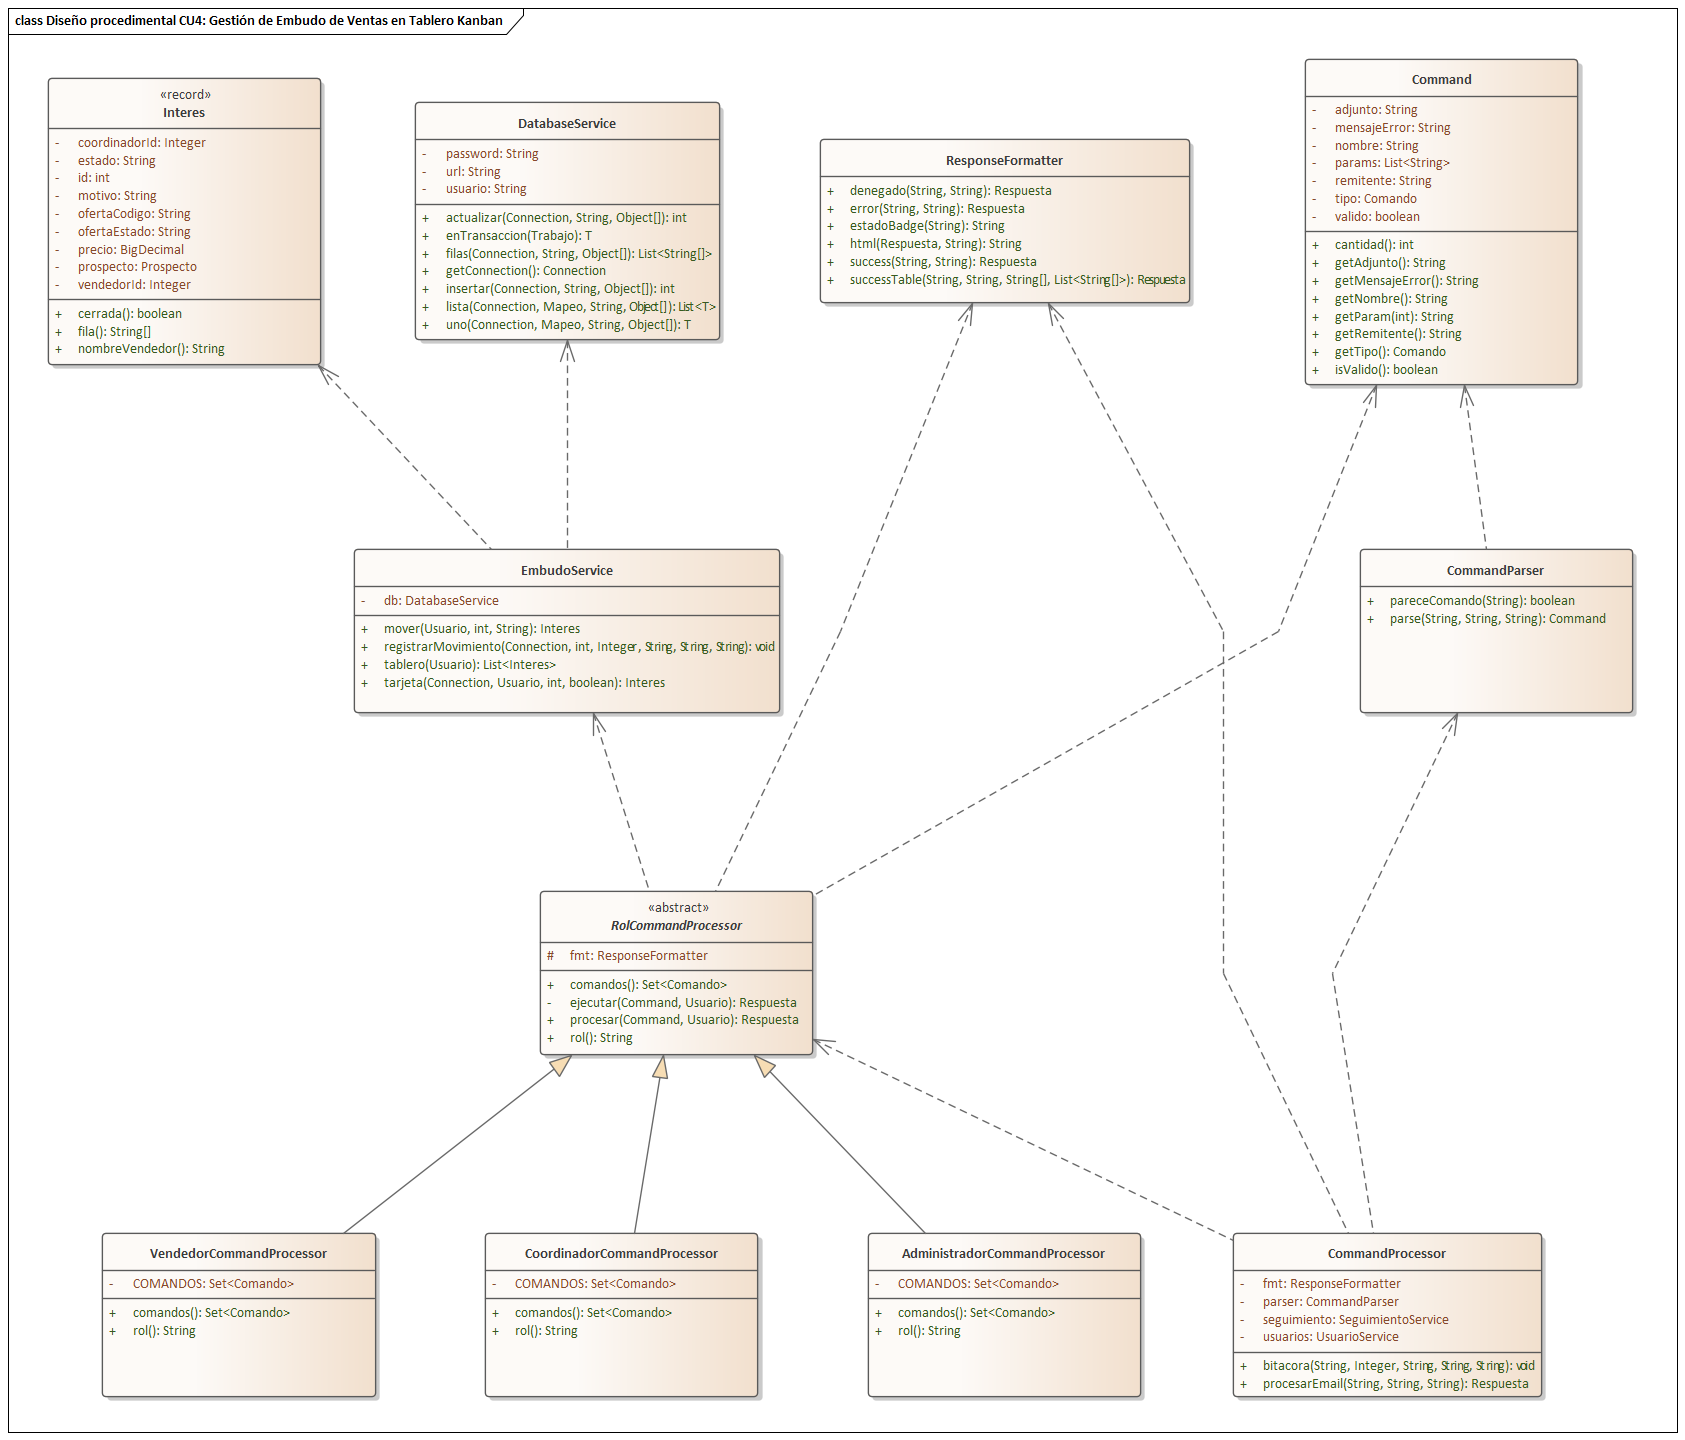 class Diseño procedimental CU4: Gestión de Embudo de Ventas en Tablero Kanban
«record»
Interes
- coordinadorId: Integer
- estado: String
- id: int
- motivo: String
- ofertaCodigo: String
- ofertaEstado: String
- precio: BigDecimal
- prospecto: Prospecto
- vendedorId: Integer
+ cerrada(): boolean
+ fila(): String[]
+ nombreVendedor(): String
DatabaseService
- password: String
- url: String
- usuario: String
+ actualizar(Connection, String, Object[]): int
+ enTransaccion(Trabajo): T
+ filas(Connection, String, Object[]): List<String[]>
+ getConnection(): Connection
+ insertar(Connection, String, Object[]): int
+ lista(Connection, Mapeo, String, Object[]): List<T>
+ uno(Connection, Mapeo, String, Object[]): T
ResponseFormatter
+ denegado(String, String): Respuesta
+ error(String, String): Respuesta
+ estadoBadge(String): String
+ html(Respuesta, String): String
+ success(String, String): Respuesta
+ successTable(String, String, String[], List<String[]>): Respuesta
Command
- adjunto: String
- mensajeError: String
- nombre: String
- params: List<String>
- remitente: String
- tipo: Comando
- valido: boolean
+ cantidad(): int
+ getAdjunto(): String
+ getMensajeError(): String
+ getNombre(): String
+ getParam(int): String
+ getRemitente(): String
+ getTipo(): Comando
+ isValido(): boolean
EmbudoService
- db: DatabaseService
+ mover(Usuario, int, String): Interes
+ registrarMovimiento(Connection, int, Integer, String, String, String): void
+ tablero(Usuario): List<Interes>
+ tarjeta(Connection, Usuario, int, boolean): Interes
CommandParser
+ pareceComando(String): boolean
+ parse(String, String, String): Command
«abstract»
RolCommandProcessor
# fmt: ResponseFormatter
+ comandos(): Set<Comando>
- ejecutar(Command, Usuario): Respuesta
+ procesar(Command, Usuario): Respuesta
+ rol(): String
VendedorCommandProcessor
- COMANDOS: Set<Comando>
+ comandos(): Set<Comando>
+ rol(): String
CoordinadorCommandProcessor
- COMANDOS: Set<Comando>
+ comandos(): Set<Comando>
+ rol(): String
AdministradorCommandProcessor
- COMANDOS: Set<Comando>
+ comandos(): Set<Comando>
+ rol(): String
CommandProcessor
- fmt: ResponseFormatter
- parser: CommandParser
- seguimiento: SeguimientoService
- usuarios: UsuarioService
+ bitacora(String, Integer, String, String, String): void
+ procesarEmail(String, String, String): Respuesta